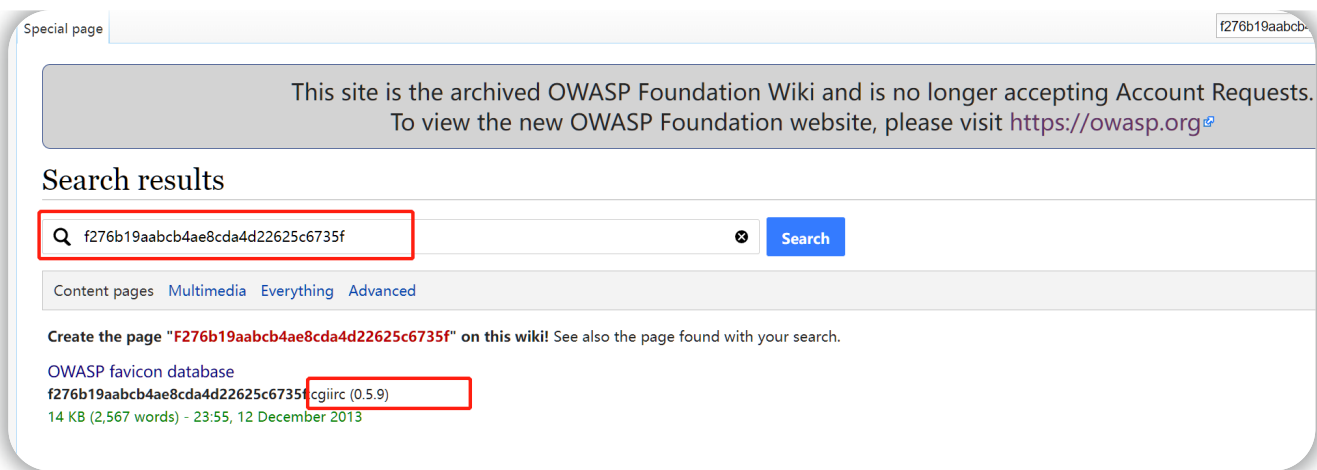 Special page
f276b19aabcb4
This site is the archived OWASP Foundation Wiki and is no longer accepting Account Requests.
To view the new OWASP Foundation website, please visit https://owasp.org
Search results
f276b19aabcb4ae8cda4d22625c6735f
Search
Content pages Multimedia Everything Advanced
Create the page "F276b19aabcb4ae8cda4d22625c6735f" on this wiki! See also the page found with your search.
OWASP favicon database
f276b19aabcb4ae8cda4d22625c6735f:cgiirc (0.5.9)
14 KB (2,567 words) - 23:55, 12 December 2013